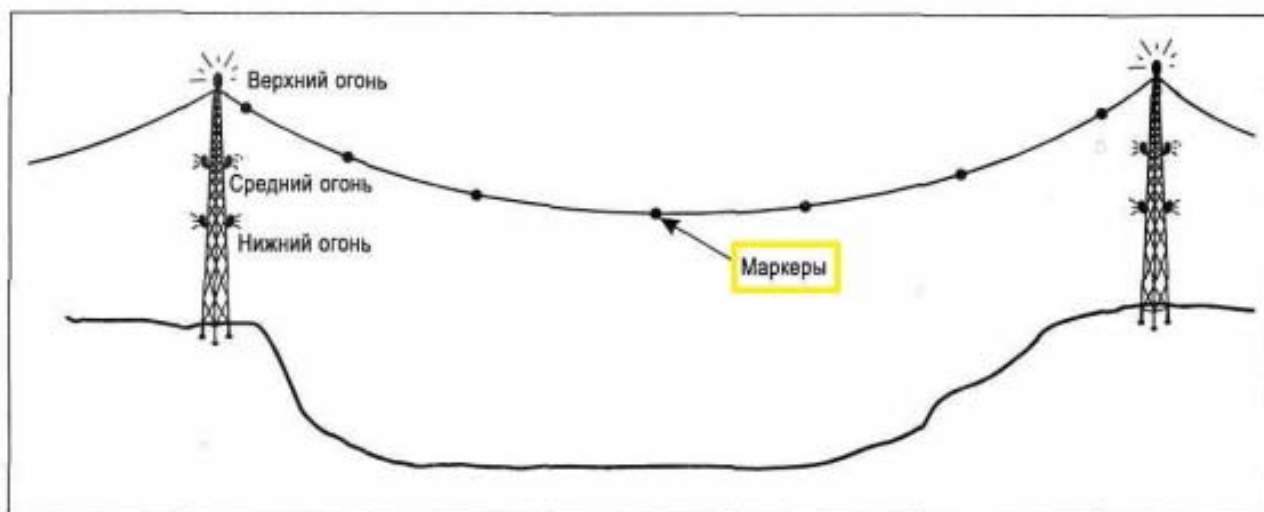 Верхний огонь
Средний огонь
Нижний огонь
Маркеры